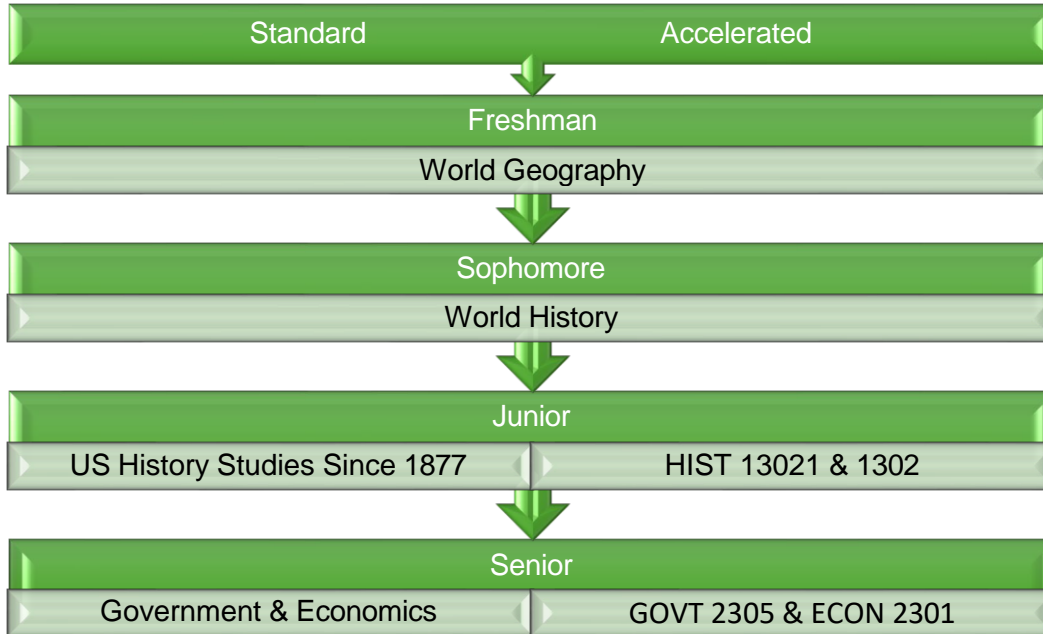 Standard Accelerated
Freshman
World Geography
Sophomore
World History
Junior
US History Studies Since 1877 HIST 13021 & 1302
Senior
Government & Economics GOVT 2305 & ECON 2301